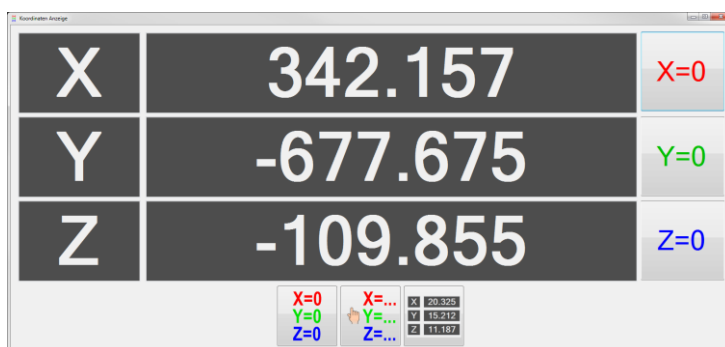 Koordinaten Anzeige
X 342.157 X=0
Y -677.675 Y=0
Z -109.855 Z=0
X=0 X=... X 20.325
Y=0 Y=... Y 15.212
Z=0 Z=... Z 11.187